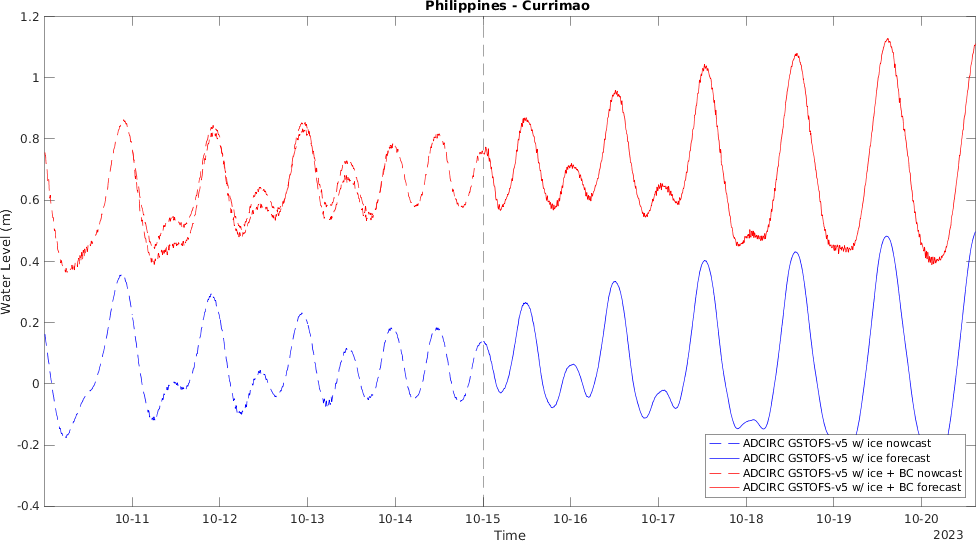 Philippines - Currimao
1.2
1
0.8
0.6
0.4
0.2
0
-0.2
-0.4
Water Level (m)
10-11 10-12 10-13 10-14 10-15 10-16 10-17 10-18 10-19 10-20
Time
2023
ADCIRC GSTOFS-v5 w/ ice nowcast
ADCIRC GSTOFS-v5 w/ ice forecast
ADCIRC GSTOFS-v5 w/ ice + BC nowcast
ADCIRC GSTOFS-v5 w/ ice + BC forecast